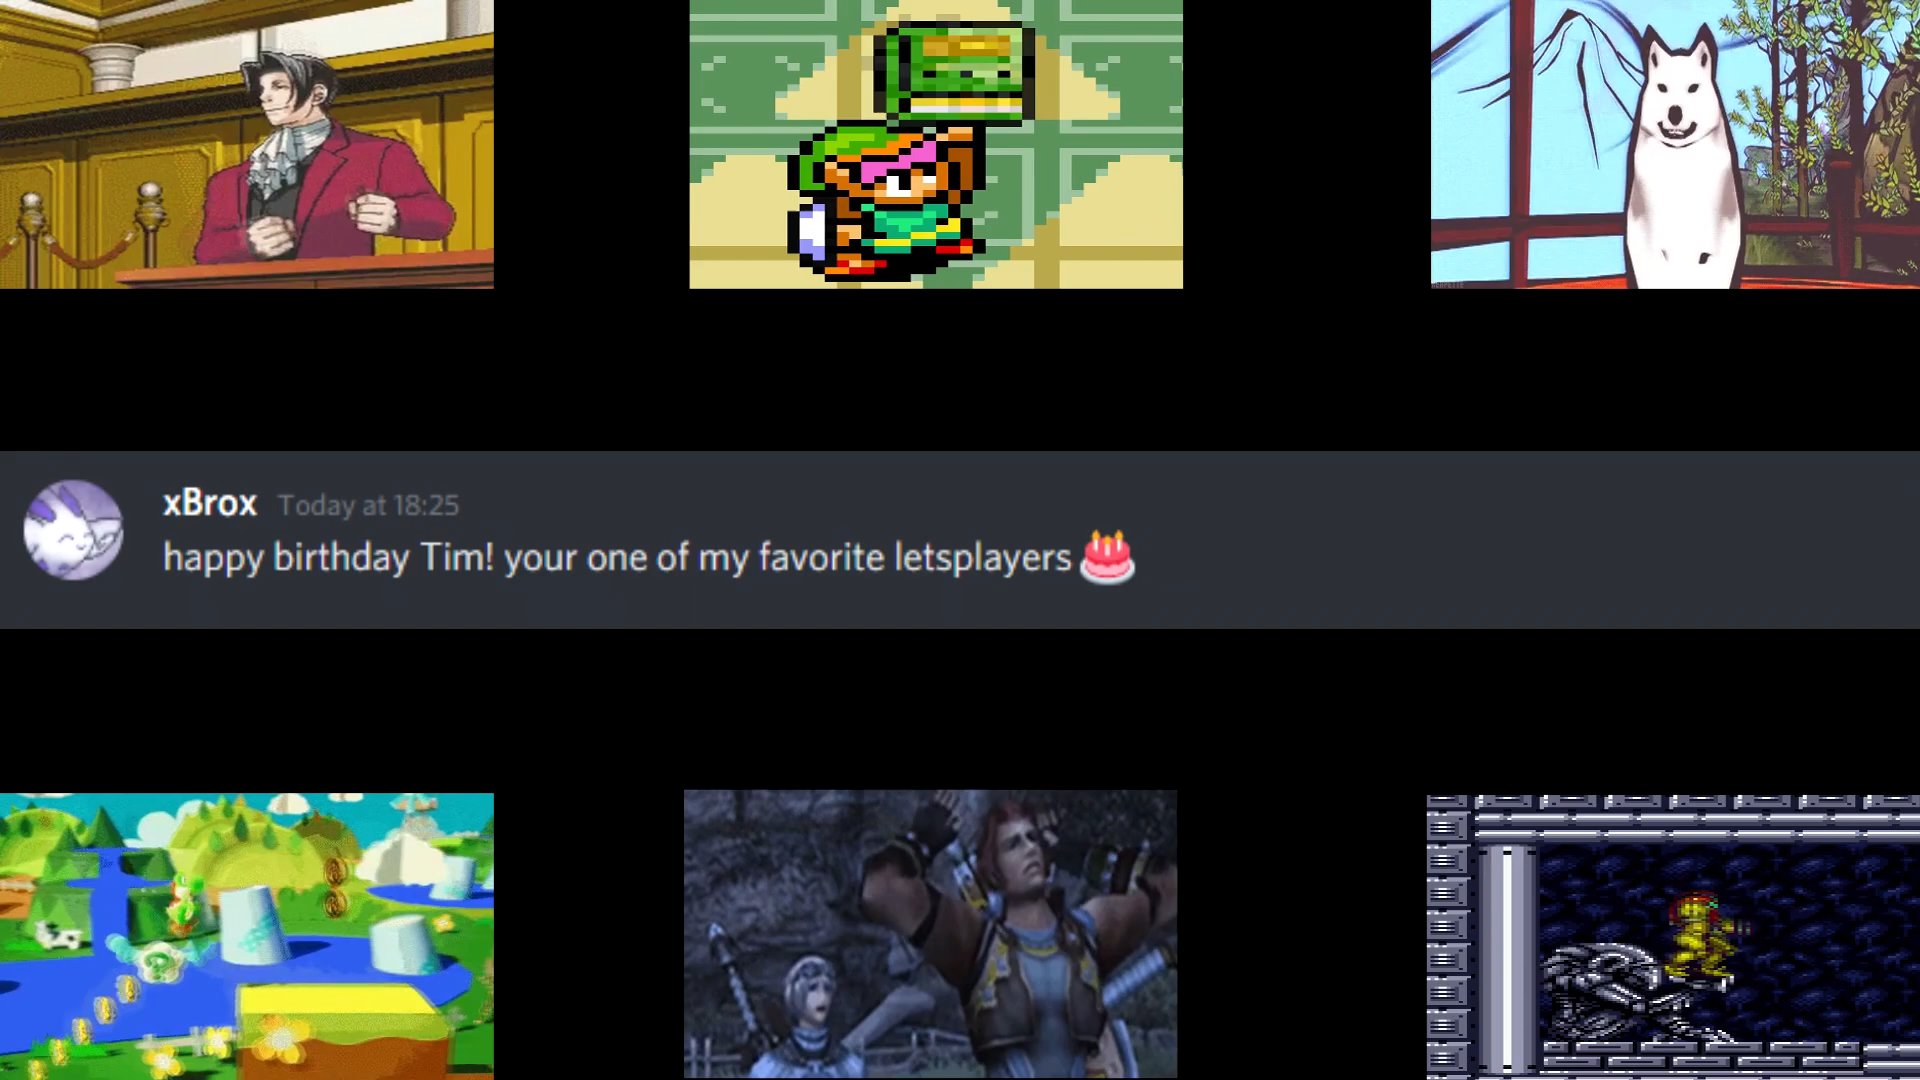 xBrox Today at 18:25
happy birthday Tim! your one of my favorite letsplayers 🎂